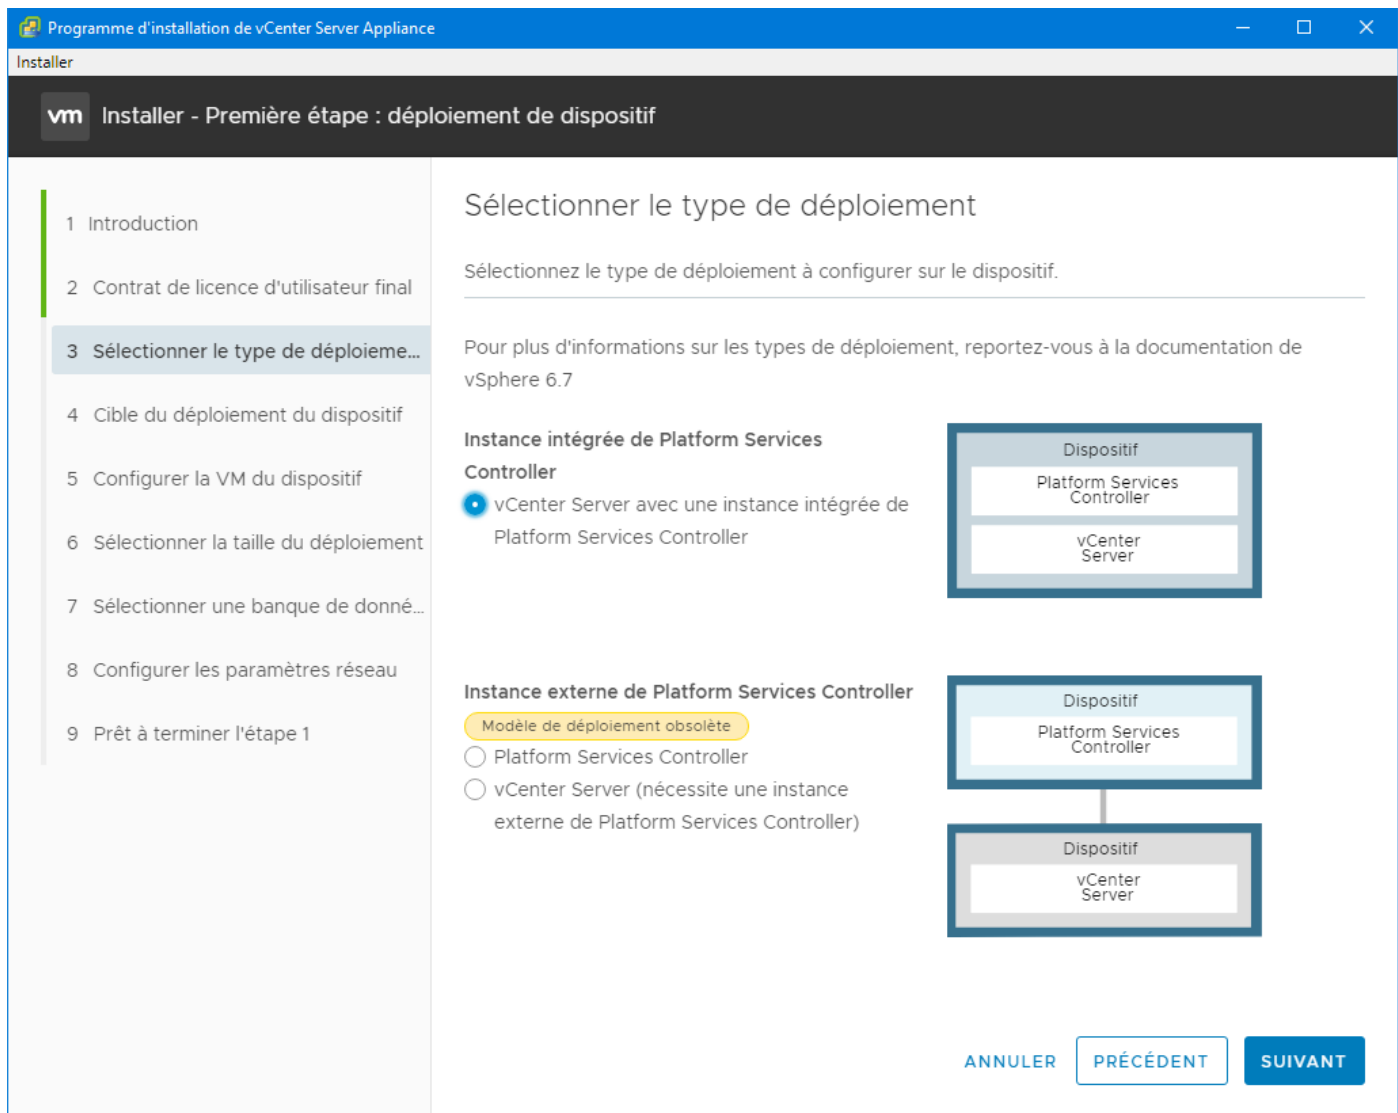 Programme d'installation de vCenter Server Appliance
Installer
vm Installer - Première étape : déploiement de dispositif
1 Introduction
2 Contrat de licence d'utilisateur final
3 Sélectionner le type de déploieme...
4 Cible du déploiement du dispositif
5 Configurer la VM du dispositif
6 Sélectionner la taille du déploiement
7 Sélectionner une banque de donné...
8 Configurer les paramètres réseau
9 Prêt à terminer l'étape 1
Sélectionner le type de déploiement
Sélectionnez le type de déploiement à configurer sur le dispositif.
Pour plus d'informations sur les types de déploiement, reportez-vous à la documentation de
vSphere 6.7
Instance intégrée de Platform Services
Controller
vCenter Server avec une instance intégrée de
Platform Services Controller
Dispositif
Platform Services
Controller
vCenter
Server
Instance externe de Platform Services Controller
Modèle de déploiement obsolète
Platform Services Controller
vCenter Server (nécessite une instance
externe de Platform Services Controller)
Dispositif
Platform Services
Controller
Dispositif
vCenter
Server
ANNULER
PRÉCÉDENT
SUIVANT